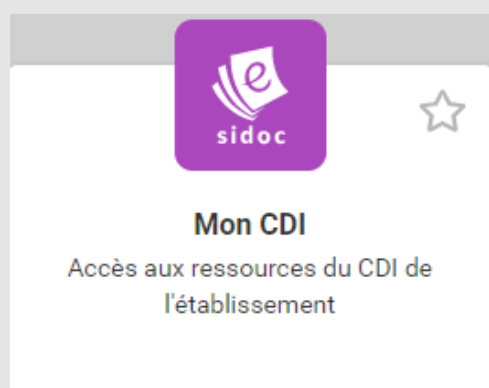 e
sidoc
Mon CDI
Accès aux ressources du CDI de
l'établissement